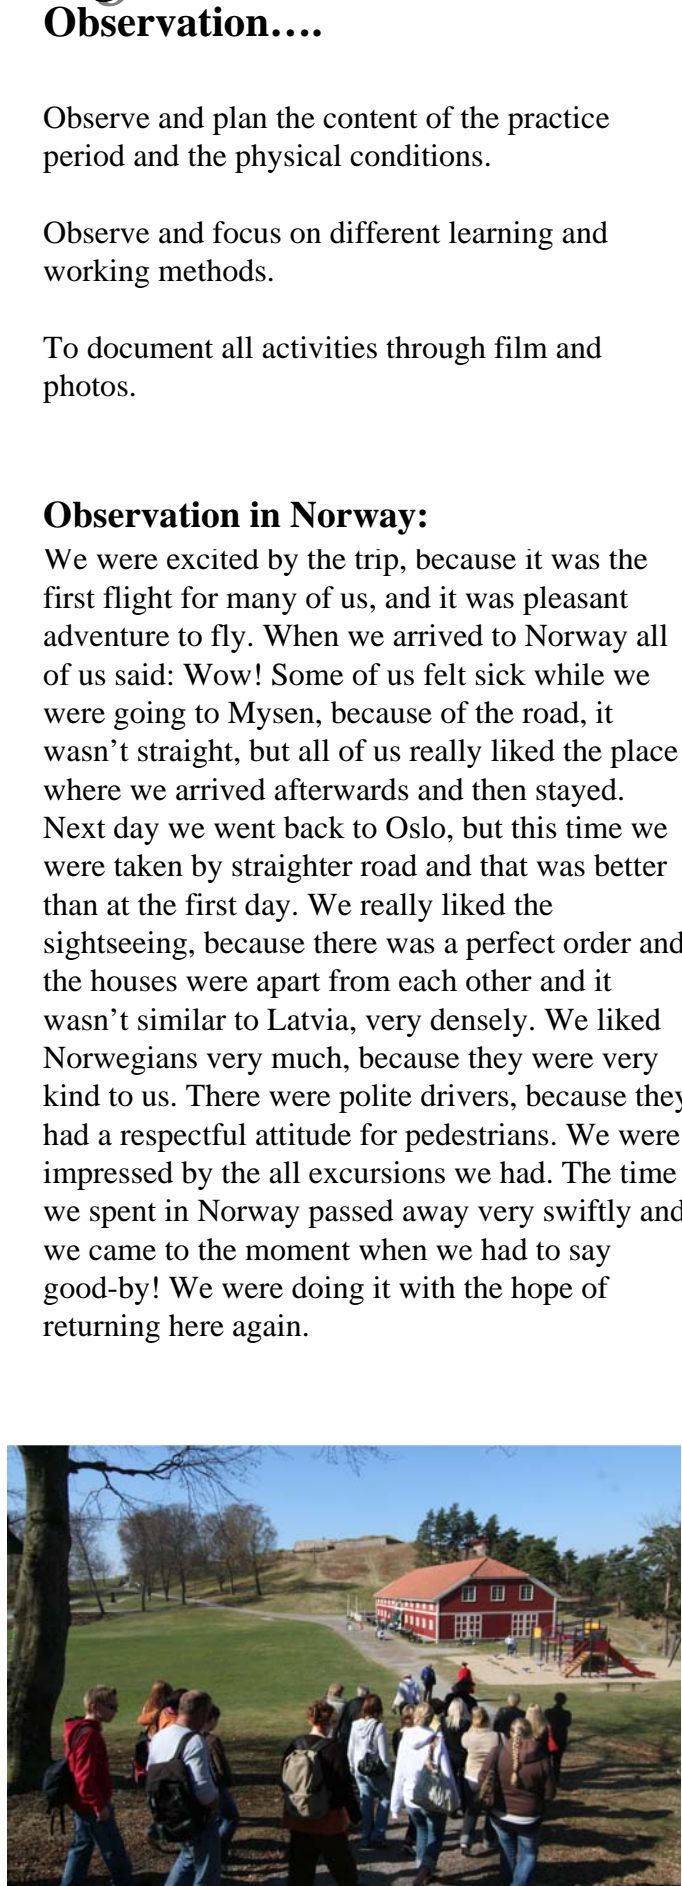 Observation….
Observe and plan the content of the practice
period and the physical conditions.
Observe and focus on different learning and
working methods.
To document all activities through film and
photos.
Observation in Norway:
We were excited by the trip, because it was the
first flight for many of us, and it was pleasant
adventure to fly. When we arrived to Norway all
of us said: Wow! Some of us felt sick while we
were going to Mysen, because of the road, it
wasn’t straight, but all of us really liked the place
where we arrived afterwards and then stayed.
Next day we went back to Oslo, but this time we
were taken by straighter road and that was better
than at the first day. We really liked the
sightseeing, because there was a perfect order and
the houses were apart from each other and it
wasn’t similar to Latvia, very densely. We liked
Norwegians very much, because they were very
kind to us. There were polite drivers, because they
had a respectful attitude for pedestrians. We were
impressed by the all excursions we had. The time
we spent in Norway passed away very swiftly and
we came to the moment when we had to say
good-by! We were doing it with the hope of
returning here again.